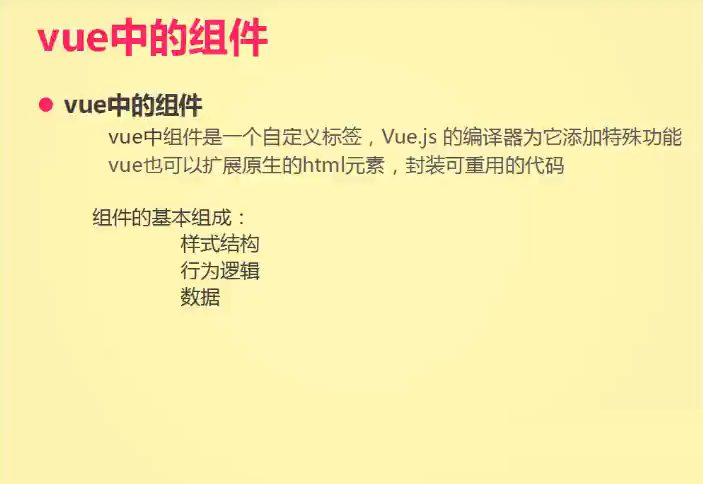 vue中的组件
vue中的组件
vue中组件是一个自定义标签，Vue.js 的编译器为它添加特殊功能
vue也可以扩展原生的html元素，封装可重用的代码
组件的基本组成：
样式结构
行为逻辑
数据